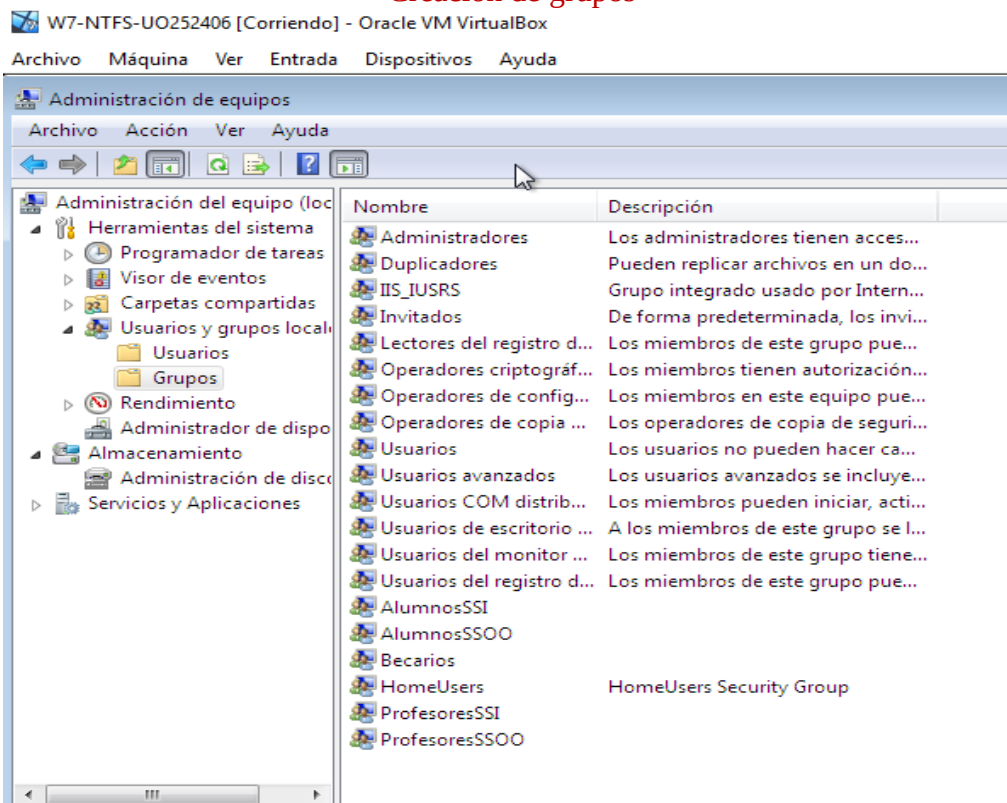 Creación de grupos
W7-NTFS-UO252406 [Corriendo] - Oracle VM VirtualBox
Archivo Máquina Ver Entrada Dispositivos Ayuda
Administración de equipos
Archivo Acción Ver Ayuda
Administración del equipo (loc
Herramientas del sistema
Programador de tareas
Visor de eventos
Carpetas compartidas
Usuarios y grupos local
Usuarios
Grupos
Rendimiento
Administrador de dispo
Almacenamiento
Administración de disc
Servicios y Aplicaciones
Nombre Descripción
Administradores Los administradores tienen acces...
Duplicadores Pueden replicar archivos en un do...
IIS_IUSRS Grupo integrado usado por Intern...
Invitados De forma predeterminada, los invi...
Lectores del registro d... Los miembros de este grupo pue...
Operadores criptográf... Los miembros tienen autorización...
Operadores de config... Los miembros en este equipo pue...
Operadores de copia ... Los operadores de copia de seguri...
Usuarios Los usuarios no pueden hacer ca...
Usuarios avanzados Los usuarios avanzados se incluye...
Usuarios COM distrib... Los miembros pueden iniciar, acti...
Usuarios de escritorio ... A los miembros de este grupo se l...
Usuarios del monitor ... Los miembros de este grupo tiene...
Usuarios del registro d... Los miembros de este grupo pue...
AlumnosSSI
AlumnosSSOO
Becarios
HomeUsers HomeUsers Security Group
ProfesoresSSI
ProfesoresSSOO